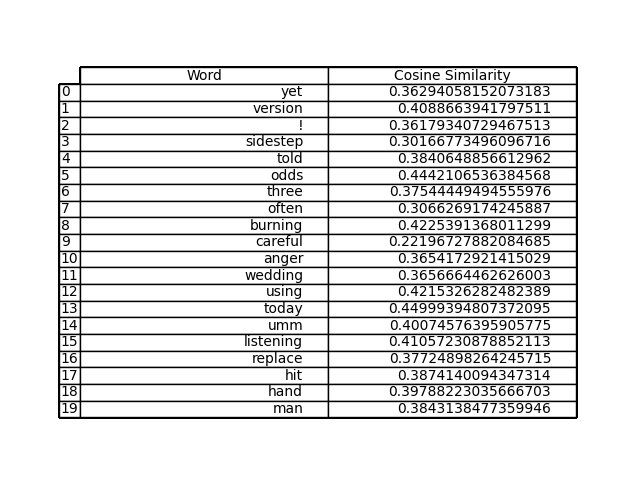 Word Cosine Similarity
0 yet 0.36294058152073183
1 version 0.4088663941797511
2 ! 0.36179340729467513
3 sidestep 0.30166773496096716
4 told 0.3840648856612962
5 odds 0.4442106536384568
6 three 0.37544449494555976
7 often 0.3066269174245887
8 burning 0.4225391368011299
9 careful 0.22196727882084685
10 anger 0.3654172921415029
11 wedding 0.3656664462626003
12 using 0.4215326282482389
13 today 0.44999394807372095
14 umm 0.40074576395905775
15 listening 0.41057230878852113
16 replace 0.37724898264245715
17 hit 0.3874140094347314
18 hand 0.39788223035666703
19 man 0.3843138477359946